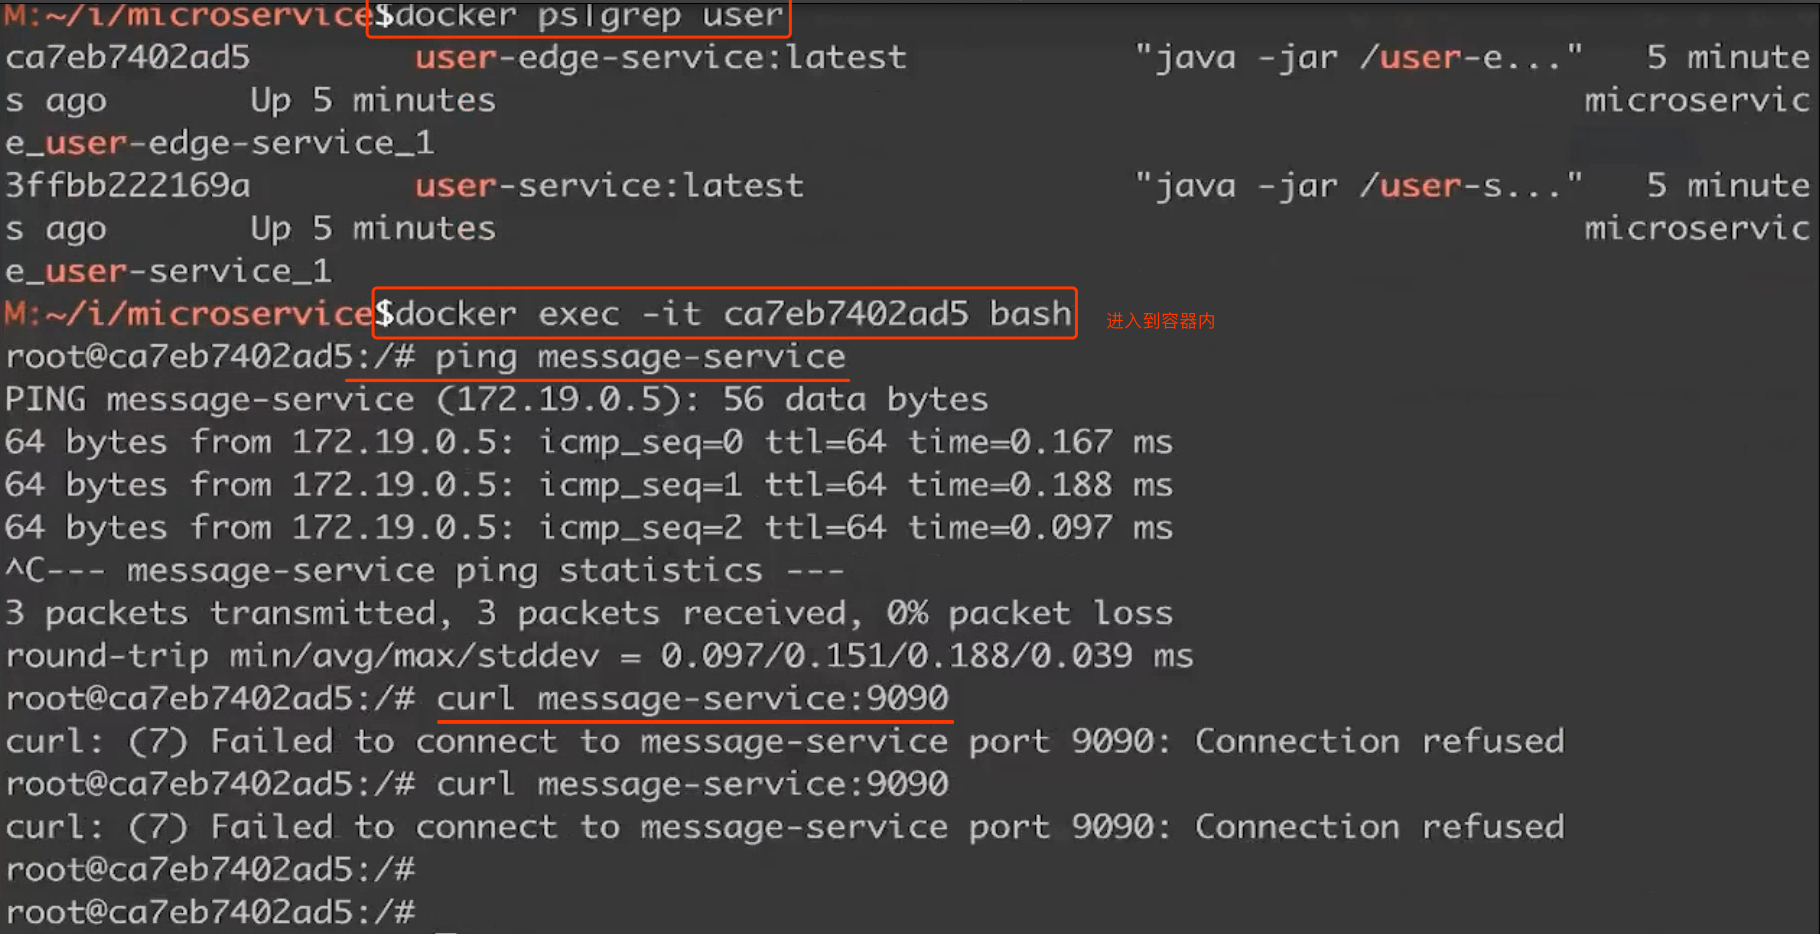 M:~/i/microservice$docker ps|grep user
ca7eb7402ad5        user-edge-service:latest           "java -jar /user-e..."   5 minute
s ago       Up 5 minutes                                                     microservic
e_user-edge-service_1
3ffbb222169a        user-service:latest                "java -jar /user-s..."   5 minute
s ago       Up 5 minutes                                                     microservic
e_user-service_1
M:~/i/microservice$docker exec -it ca7eb7402ad5 bash 进入到容器内
root@ca7eb7402ad5:/# ping message-service
PING message-service (172.19.0.5): 56 data bytes
64 bytes from 172.19.0.5: icmp_seq=0 ttl=64 time=0.167 ms
64 bytes from 172.19.0.5: icmp_seq=1 ttl=64 time=0.188 ms
64 bytes from 172.19.0.5: icmp_seq=2 ttl=64 time=0.097 ms
^C--- message-service ping statistics ---
3 packets transmitted, 3 packets received, 0% packet loss
round-trip min/avg/max/stddev = 0.097/0.151/0.188/0.039 ms
root@ca7eb7402ad5:/# curl message-service:9090
curl: (7) Failed to connect to message-service port 9090: Connection refused
root@ca7eb7402ad5:/# curl message-service:9090
curl: (7) Failed to connect to message-service port 9090: Connection refused
root@ca7eb7402ad5:/#
root@ca7eb7402ad5:/#